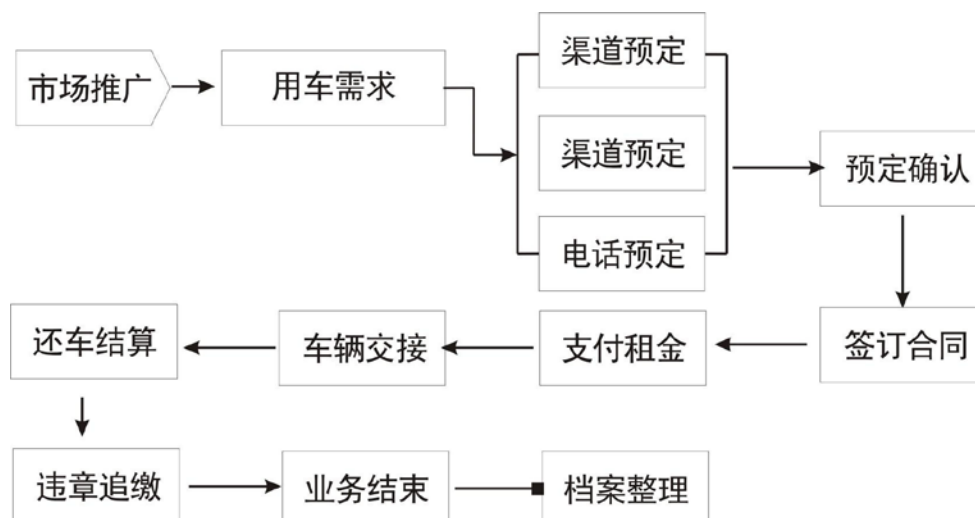 市场推广
用车需求
渠道预定
渠道预定
电话预定
预定确认
签订合同
支付租金
车辆交接
还车结算
违章追缴
业务结束
档案整理